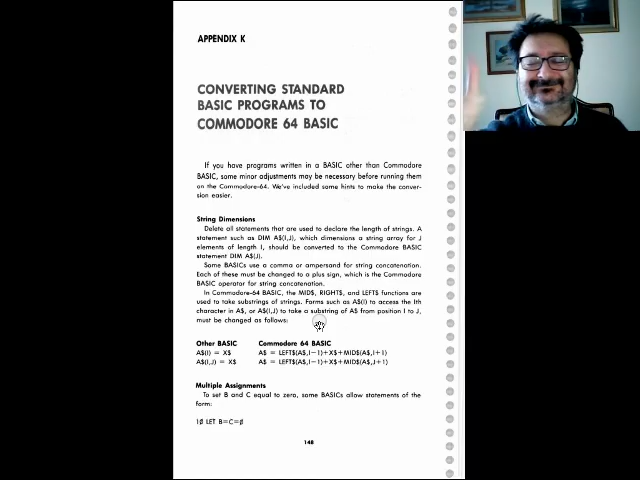 APPENDIX K
CONVERTING STANDARD
BASIC PROGRAMS TO
COMMODORE 64 BASIC
If you have programs written in a BASIC other than Commodore
BASIC, some minor adjustments may be necessary before running them
on the Commodore-64. We've included some hints to make the conver-
sion easier.
String Dimensions
Delete all statements that are used to declare the length of strings. A
statement such as DIM A$(I,J), which dimensions a string array for J
elements of length I, should be converted to the Commodore BASIC
statement DIM A$(J).
Some BASICs use a comma or ampersand for string concatenation.
Each of these must be changed to a plus sign, which is the Commodore
BASIC operator for string concatenation.
In Commodore-64 BASIC, the MID$, RIGHT$, and LEFT$ functions are
used to take substrings of strings. Forms such as A$(I) to access the Ith
character in A$, or A$(I,J) to take a substring of A$ from position I to J,
must be changed as follows:
Other BASIC Commodore 64 BASIC
A$(I) = X$ A$ = LEFT$(A$,I−1)+X$+MID$(A$,I+1)
A$(I,J) = X$ A$ = LEFT$(A$,I−1)+X$+MID$(A$,J+1)
Multiple Assignments
To set B and C equal to zero, some BASICs allow statements of the
form:
10 LET B=C=0
148